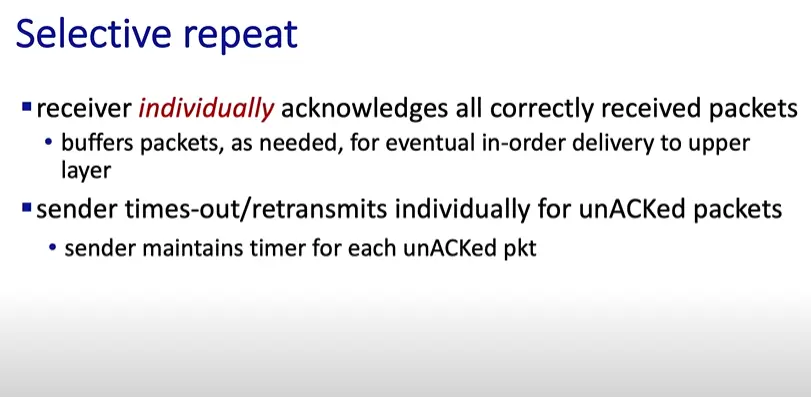 Selective repeat
▪receiver individually acknowledges all correctly received packets
• buffers packets, as needed, for eventual in-order delivery to upper
layer
▪sender times-out/retransmits individually for unACKed packets
• sender maintains timer for each unACKed pkt